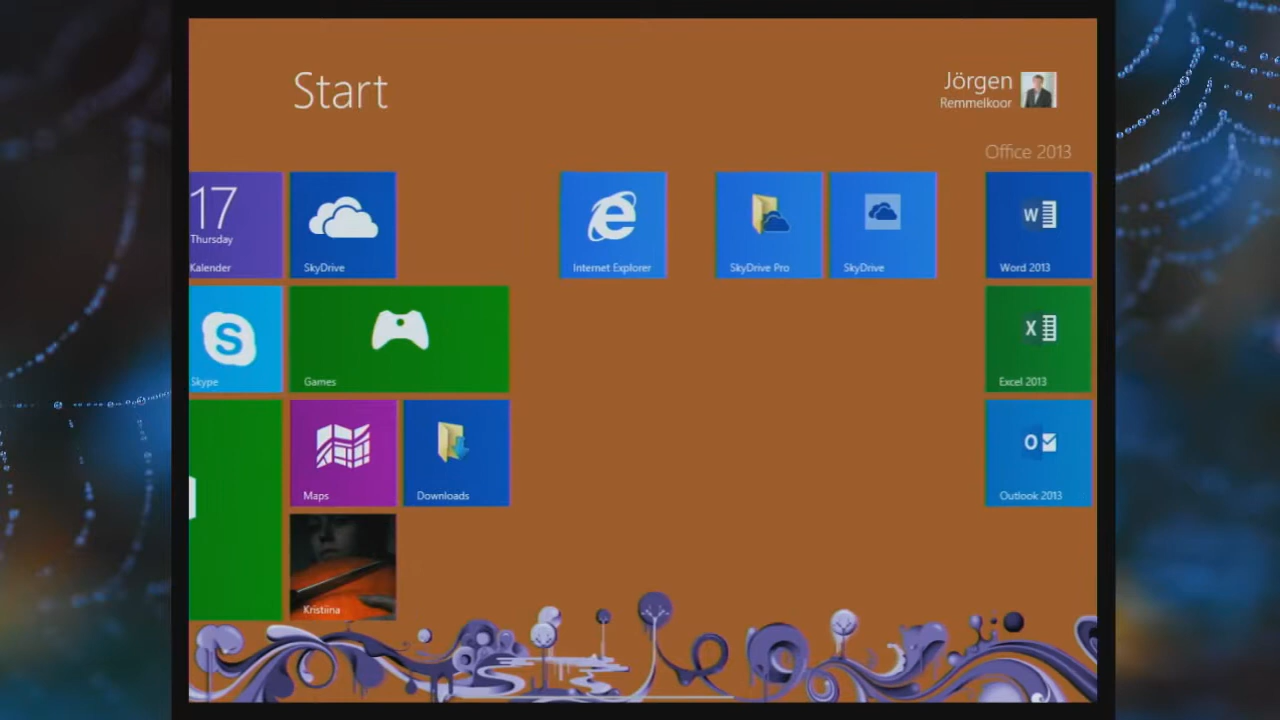 Start
Jörgen
Remmelkoor
Office 2013
17
Thursday
Kalender
SkyDrive
Internet Explorer
SkyDrive Pro
SkyDrive
Word 2013
Skype
Games
Excel 2013
Maps
Downloads
Outlook 2013
Kristiina